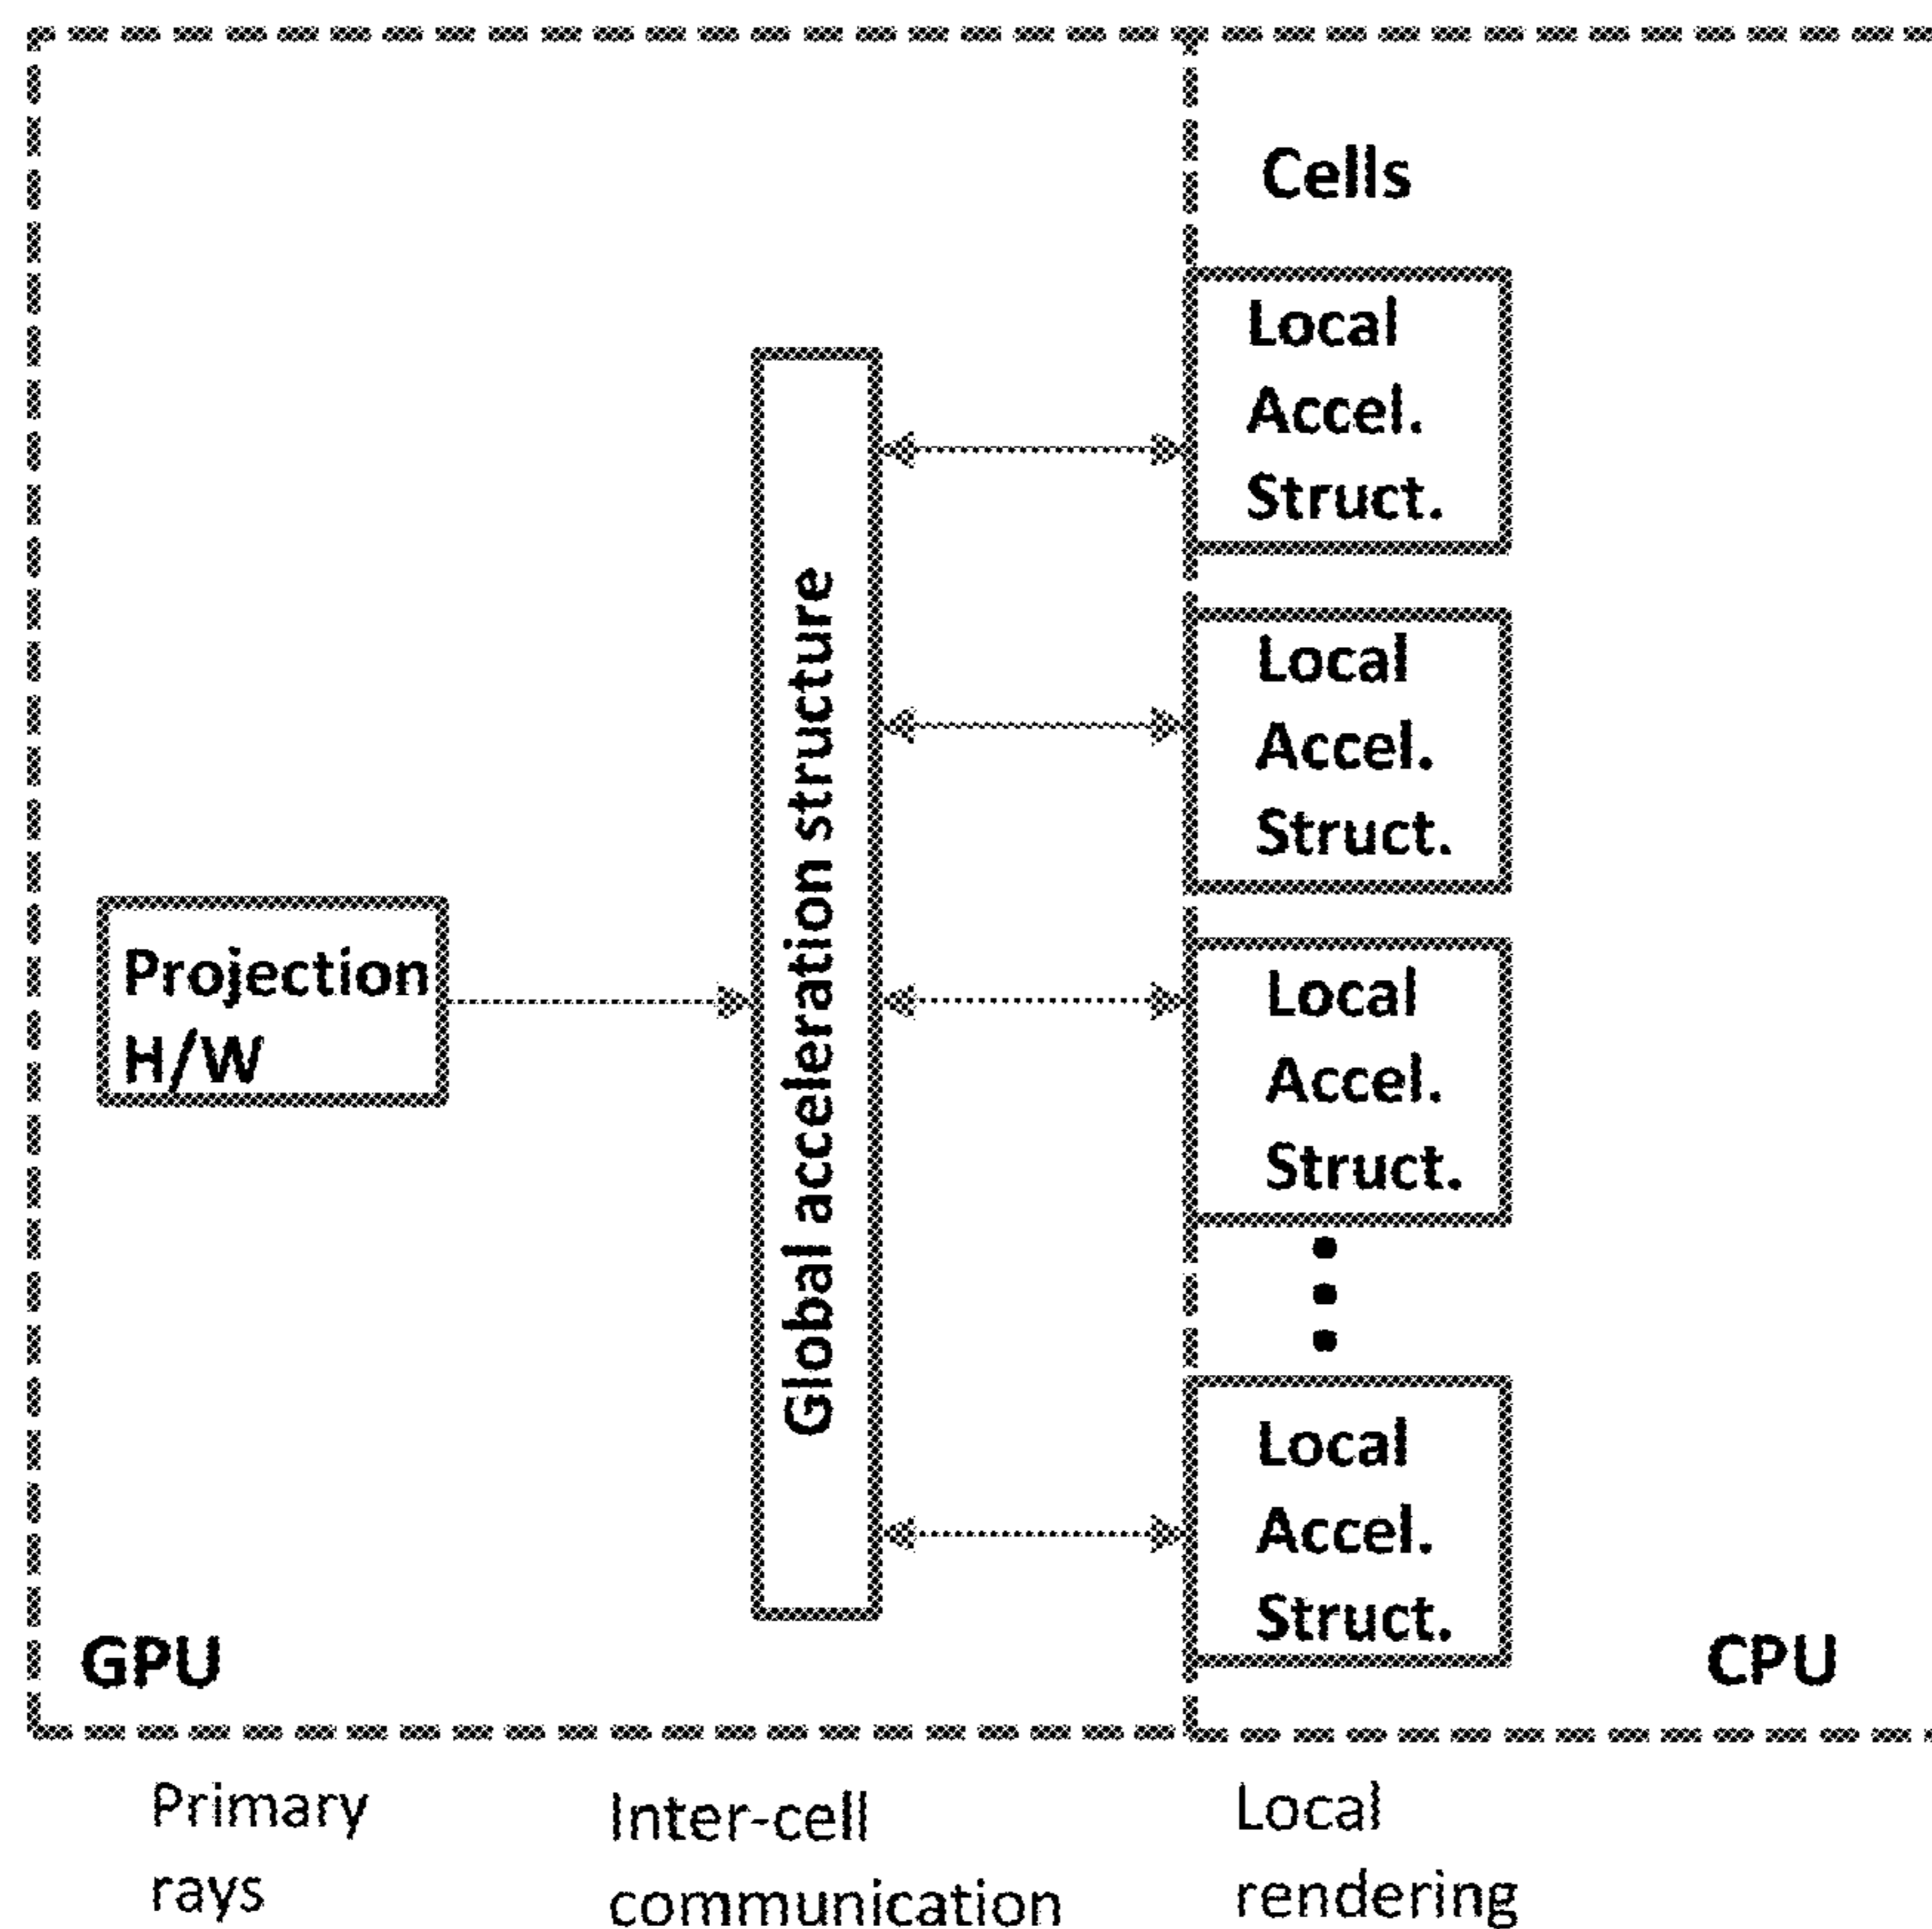 Cells
Local
Accel.
Struct.
Local
Accel.
Struct.
Global acceleration structure
Projection
H/W
Local
Accel.
Struct.
Local
Accel.
Struct.
GPU
CPU
Primary
rays
Inter-cell
communication
Local
rendering